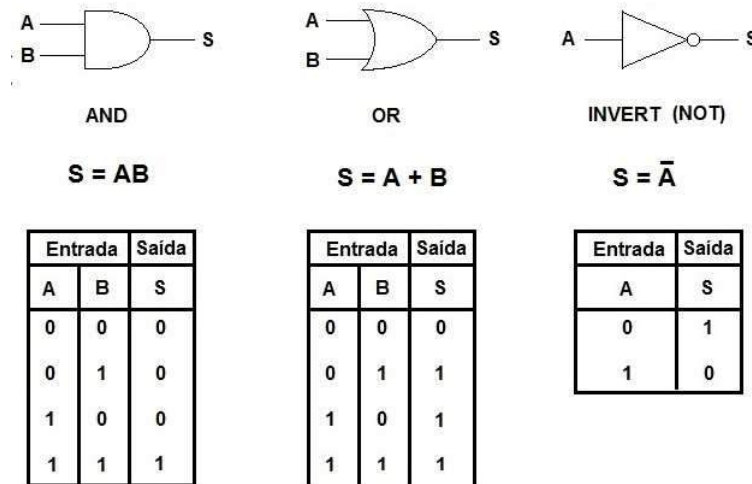 A
B
S
AND
S = AB
Entrada Saída
A B S
0 0 0
0 1 0
1 0 0
1 1 1
A
B
S
OR
S = A + B
Entrada Saída
A B S
0 0 0
0 1 1
1 0 1
1 1 1
A
S
INVERT (NOT)
S = A̅
Entrada Saída
A S
0 1
1 0